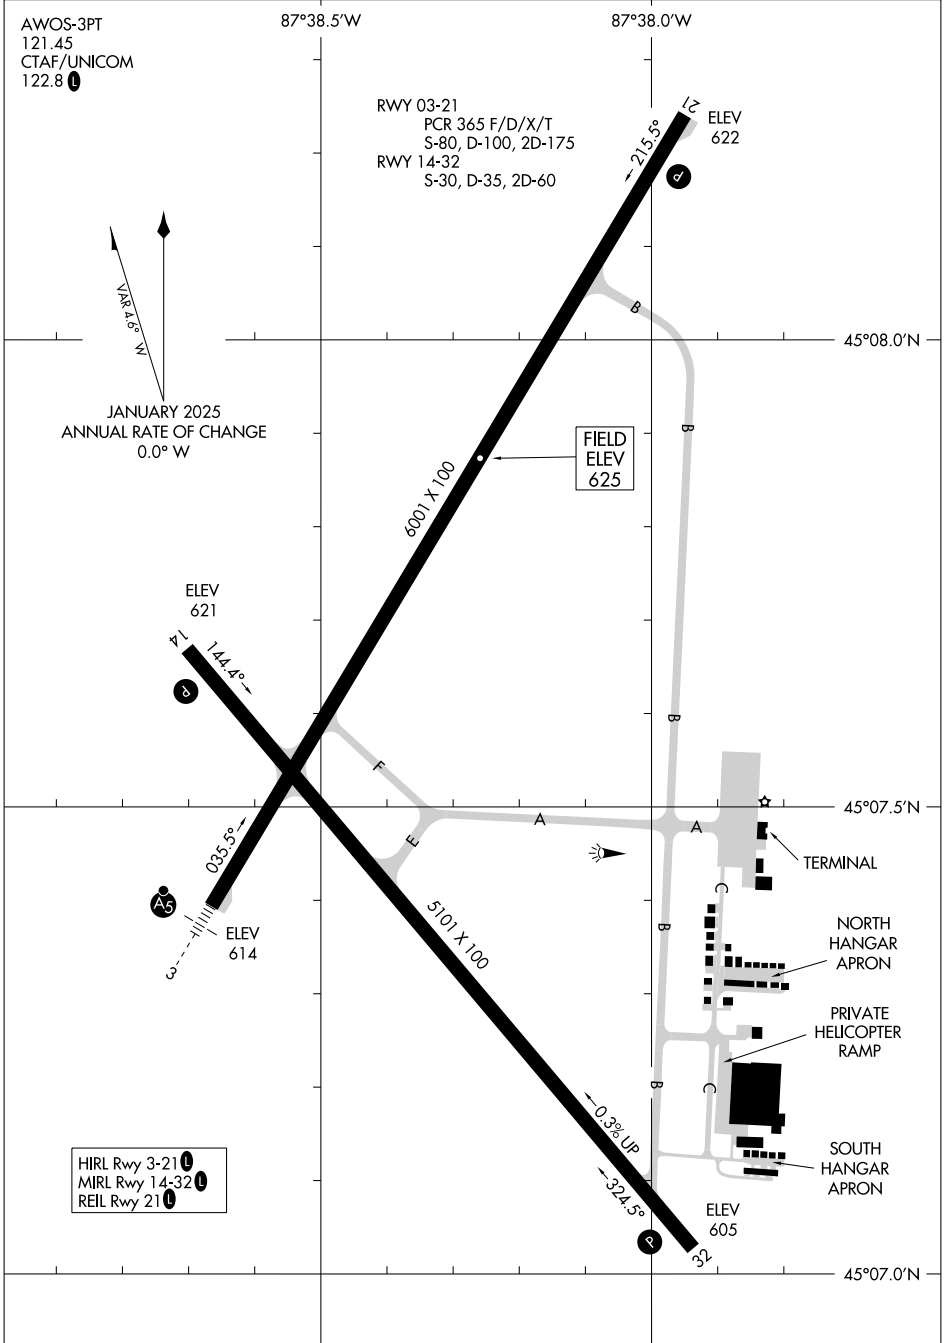 87°38.5'W
87°38.0'W
AWOS-3PT
121.45
CTAF/UNICOM
122.8 L
RWY 03-21
PCR 365 F/D/X/T
S-80, D-100, 2D-175
RWY 14-32
S-30, D-35, 2D-60
21
ELEV
622
215.5°
P
VAR 4.6° W
B
45°08.0'N
JANUARY 2025
ANNUAL RATE OF CHANGE
0.0° W
B
FIELD
ELEV
625
6001 X 100
ELEV
621
14
144.4°
P
B
F
45°07.5'N
A
A
E
035.5°
TERMINAL
C
A5
5101 X 100
B
ELEV
614
3
NORTH
HANGAR
APRON
PRIVATE
HELICOPTER
RAMP
B
C
0.3% UP
HIRL Rwy 3-21 L
MIRL Rwy 14-32 L
REIL Rwy 21 L
SOUTH
HANGAR
APRON
324.5°
ELEV
605
P
32
45°07.0'N